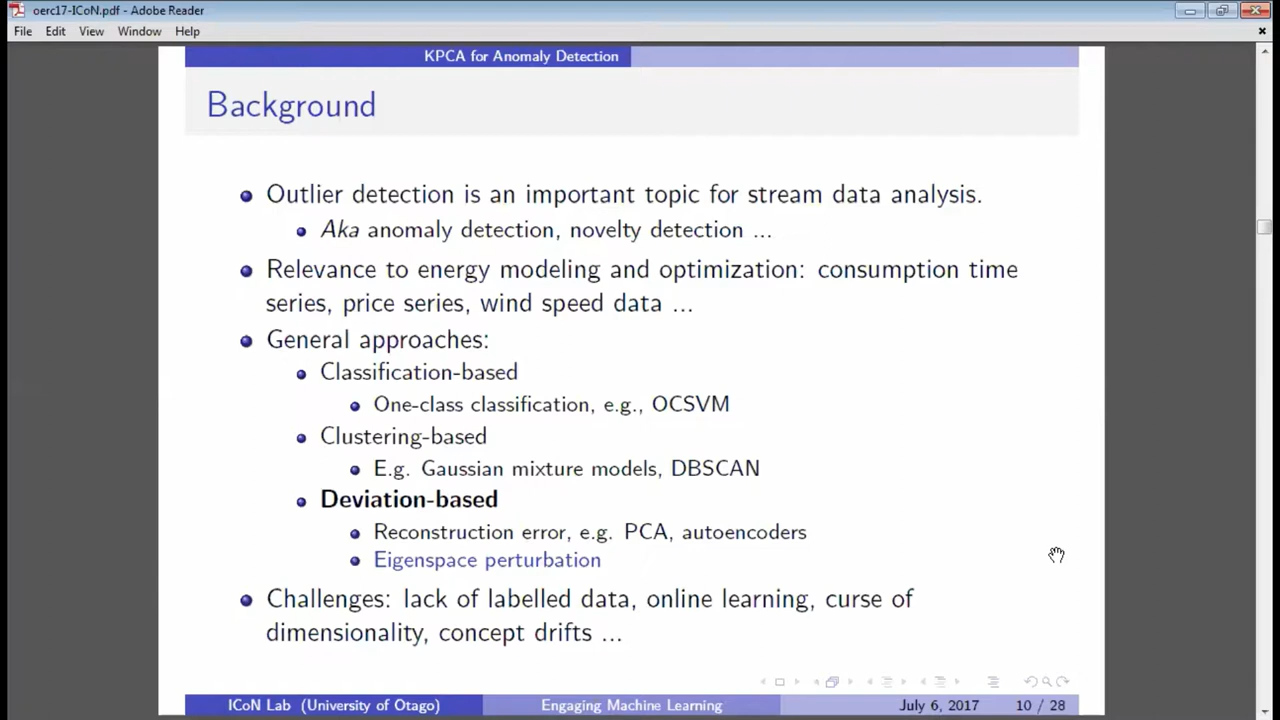 oerc17-ICoN.pdf - Adobe Reader
File Edit View Window Help
KPCA for Anomaly Detection
Background
Outlier detection is an important topic for stream data analysis.
Aka anomaly detection, novelty detection ...
Relevance to energy modeling and optimization: consumption time
series, price series, wind speed data ...
General approaches:
Classification-based
One-class classification, e.g., OCSVM
Clustering-based
E.g. Gaussian mixture models, DBSCAN
Deviation-based
Reconstruction error, e.g. PCA, autoencoders
Eigenspace perturbation
Challenges: lack of labelled data, online learning, curse of
dimensionality, concept drifts ...
ICoN Lab (University of Otago) Engaging Machine Learning July 6, 2017 10 / 28